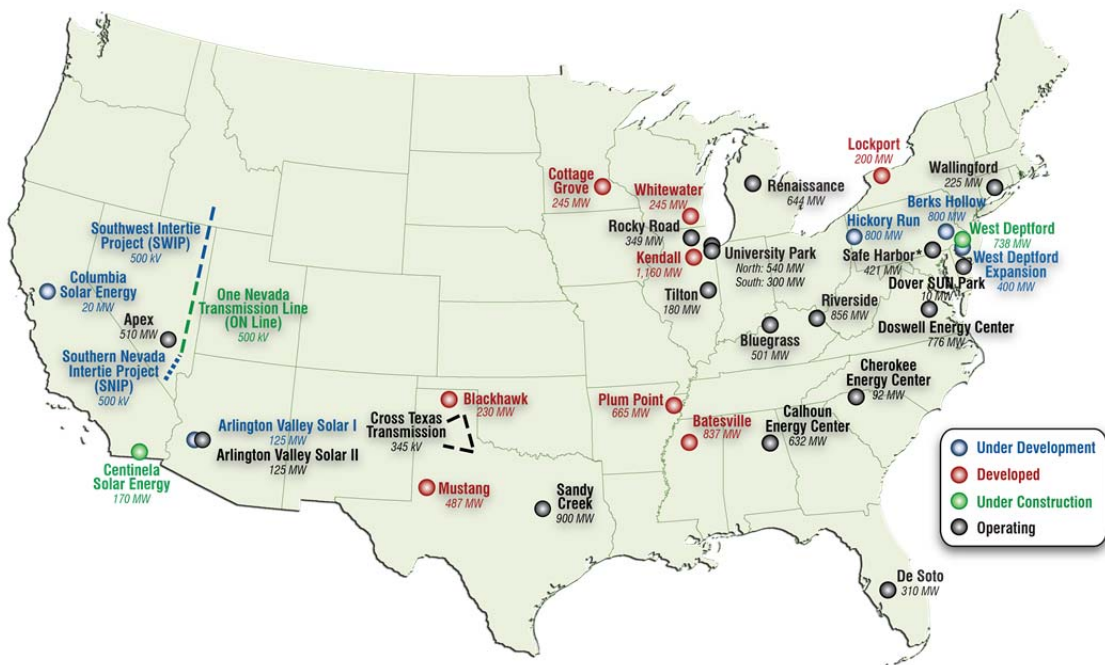 Lockport
200 MW
Wallingford
225 MW
Cottage
Grove
245 MW
Whitewater
245 MW
Renaissance
644 MW
Berks Hollow
800 MW
Hickory Run
800 MW
West Deptford
738 MW
Rocky Road
349 MW
Southwest Intertie
Project (SWIP)
500 kV
University Park
North: 540 MW
South: 300 MW
Safe Harbor*
421 MW
West Deptford
Expansion
400 MW
Kendall
1,160 MW
Columbia
Solar Energy
20 MW
Dover SUN Park
10 MW
Tilton
180 MW
One Nevada
Transmission Line
(ON Line)
500 kV
Riverside
856 MW
Apex
510 MW
Doswell Energy Center
776 MW
Bluegrass
501 MW
Southern Nevada
Intertie Project
(SNIP)
500 kV
Cherokee
Energy Center
92 MW
Blackhawk
230 MW
Plum Point
665 MW
Cross Texas
Transmission
345 kV
Batesville
837 MW
Calhoun
Energy Center
632 MW
Arlington Valley Solar I
125 MW
Arlington Valley Solar II
125 MW
Centinela
Solar Energy
170 MW
Mustang
487 MW
Sandy
Creek
900 MW
De Soto
310 MW
Under Development
Developed
Under Construction
Operating